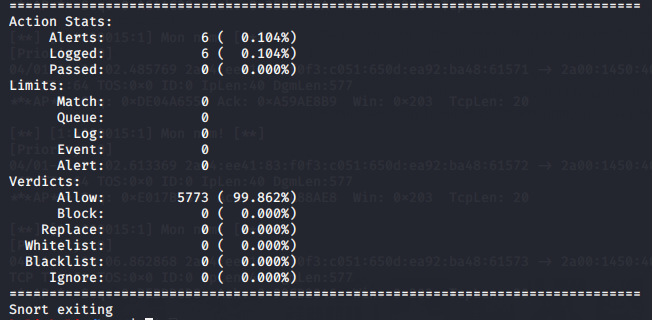 ===============================================================================
Action Stats:
     Alerts:            6 (  0.104%)
     Logged:            6 (  0.104%)
     Passed:            0 (  0.000%)
Limits:
      Match:            0
      Queue:            0
        Log:            0
      Event:            0
      Alert:            0
Verdicts:
      Allow:         5773 ( 99.862%)
      Block:            0 (  0.000%)
    Replace:            0 (  0.000%)
  Whitelist:            0 (  0.000%)
  Blacklist:            0 (  0.000%)
     Ignore:            0 (  0.000%)
===============================================================================
Snort exiting